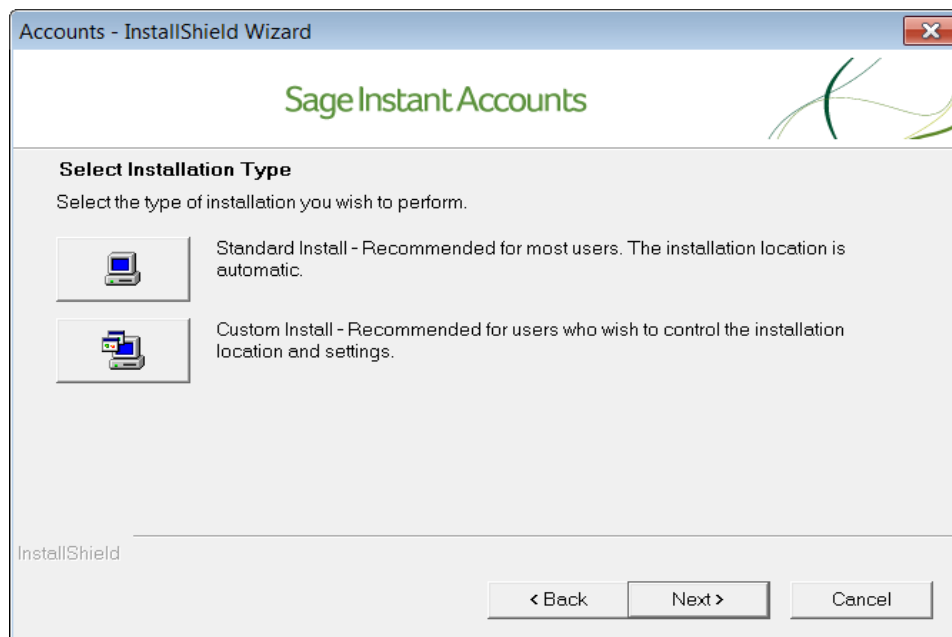 Accounts - InstallShield Wizard
Sage Instant Accounts
Select Installation Type
Select the type of installation you wish to perform.
Standard Install - Recommended for most users. The installation location is
automatic.
Custom Install - Recommended for users who wish to control the installation
location and settings.
InstallShield
< Back
Next >
Cancel